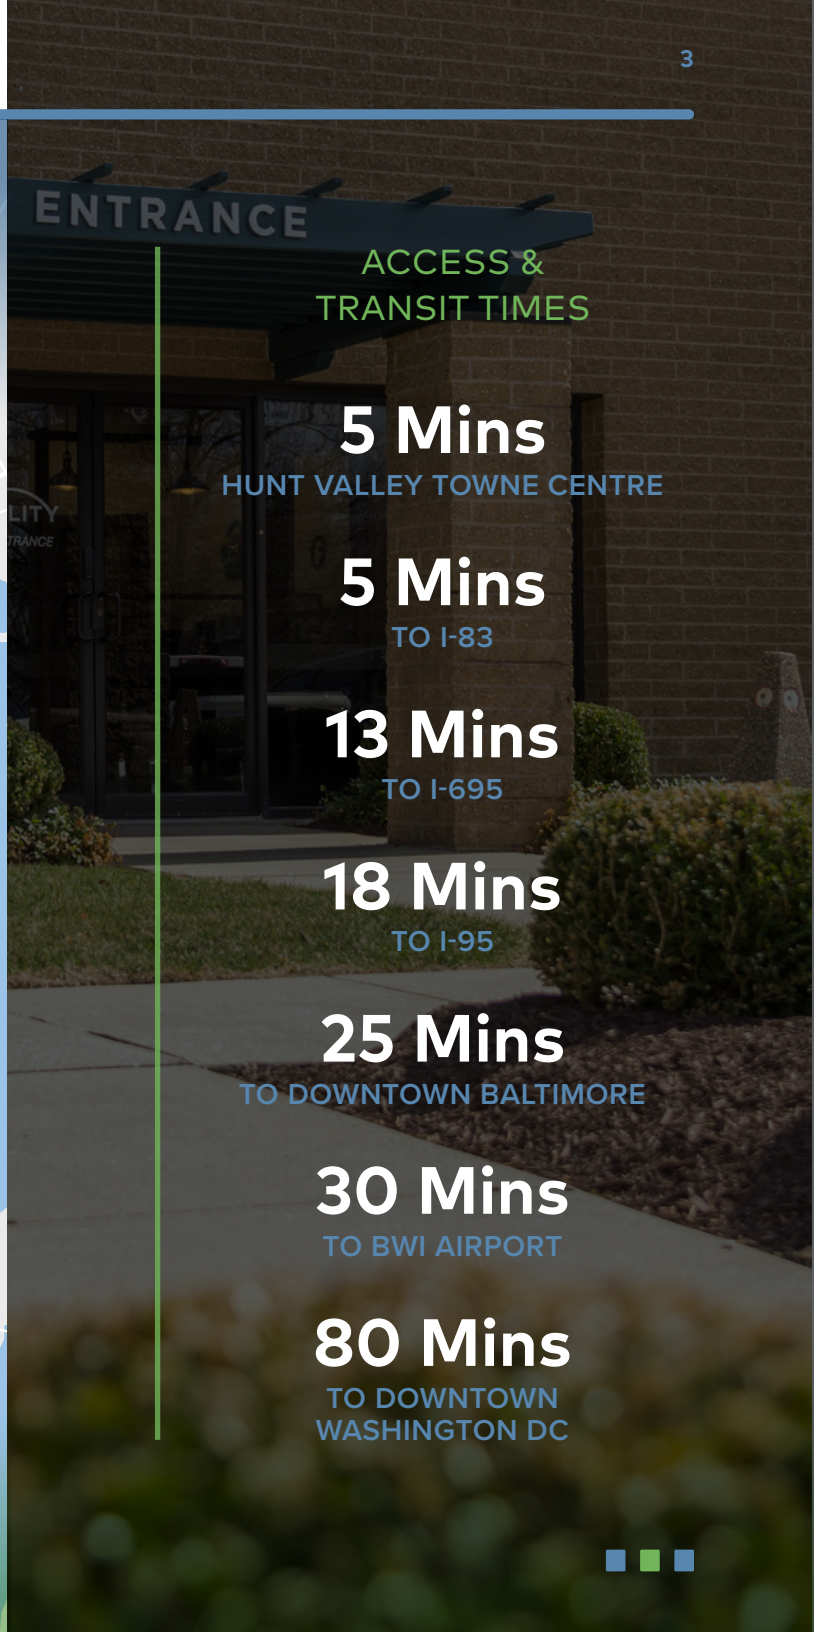 3
ENTRANCE
ACCESS &
TRANSIT TIMES
5 Mins
HUNT VALLEY TOWNE CENTRE
LITY
TRANCE
5 Mins
TO I-83
13 Mins
TO I-695
18 Mins
TO I-95
25 Mins
TO DOWNTOWN BALTIMORE
30 Mins
TO BWI AIRPORT
80 Mins
TO DOWNTOWN
WASHINGTON DC